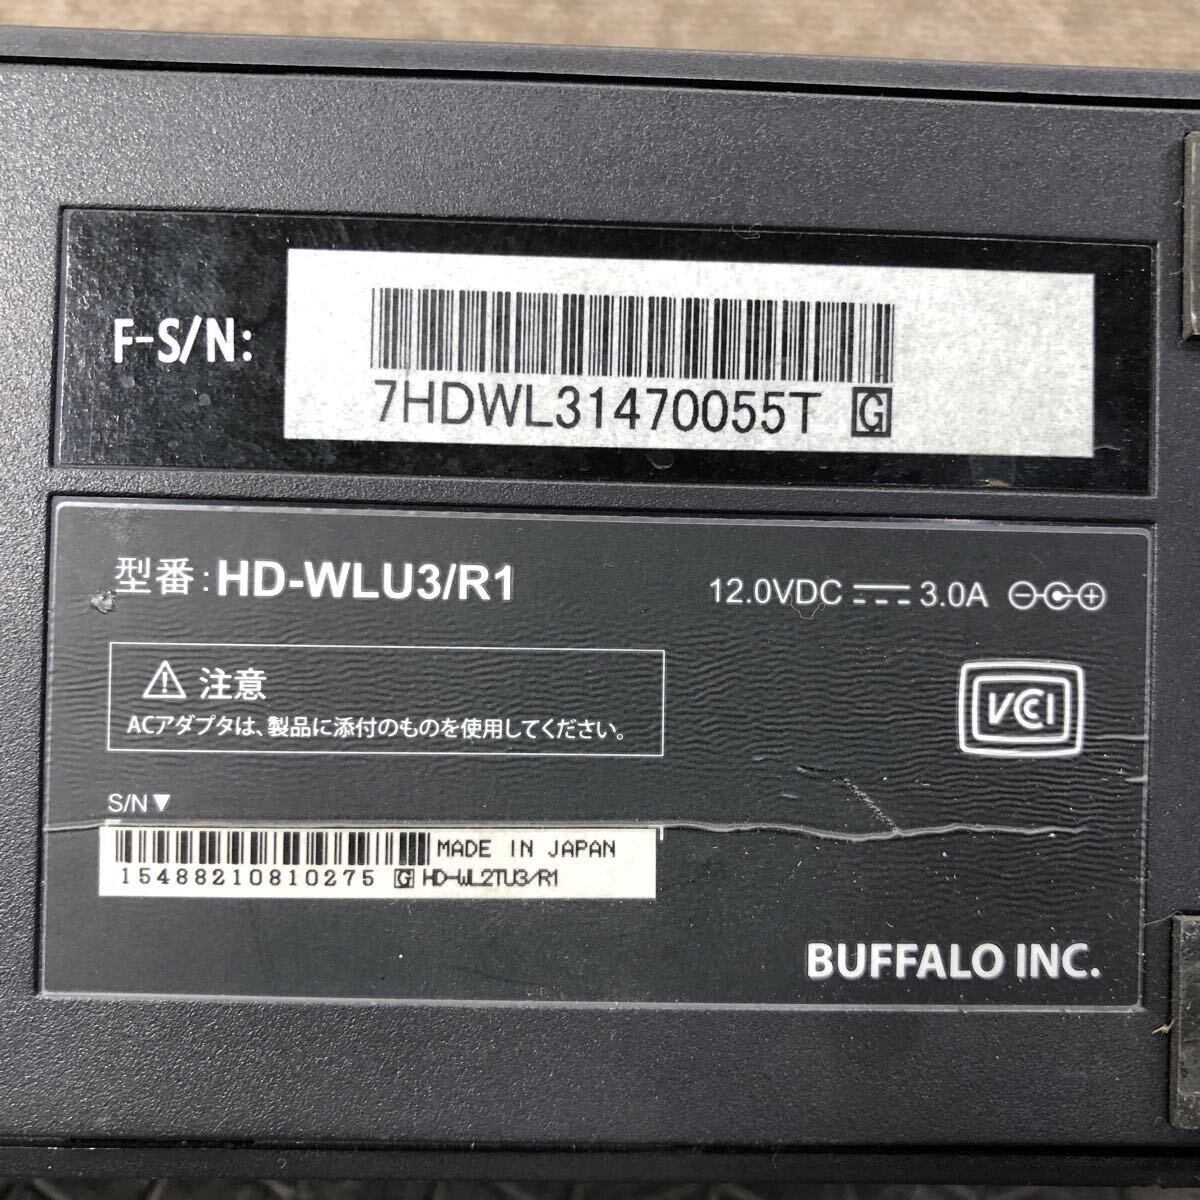 F-S/N:
7HDWL31470055T G
型番:HD-WLU3/R1
12.0VDC 3.0A
注意
ACアダプタは、製品に添付のものを使用してください。
VCI
S/N▼
MADE IN JAPAN
15488210810275 G HD-WL2TU3/R1
BUFFALO INC.